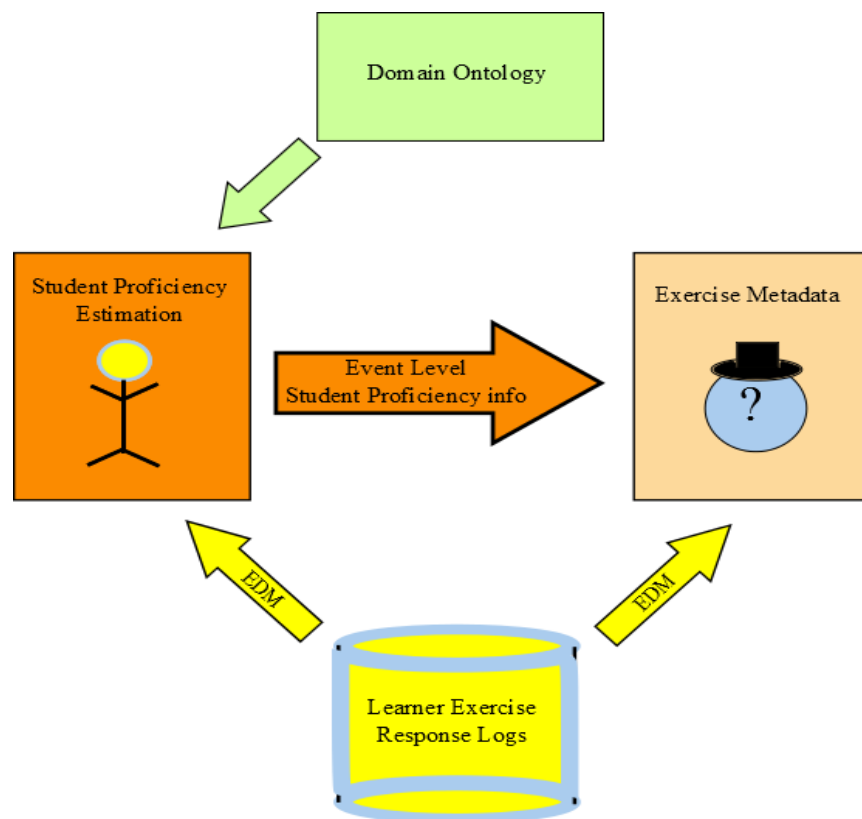 Domain Ontology
Student Proficiency
Estimation
Exercise Metadata
Event Level
Student Proficiency info
?
EDM
EDM
Learner Exercise
Response Logs